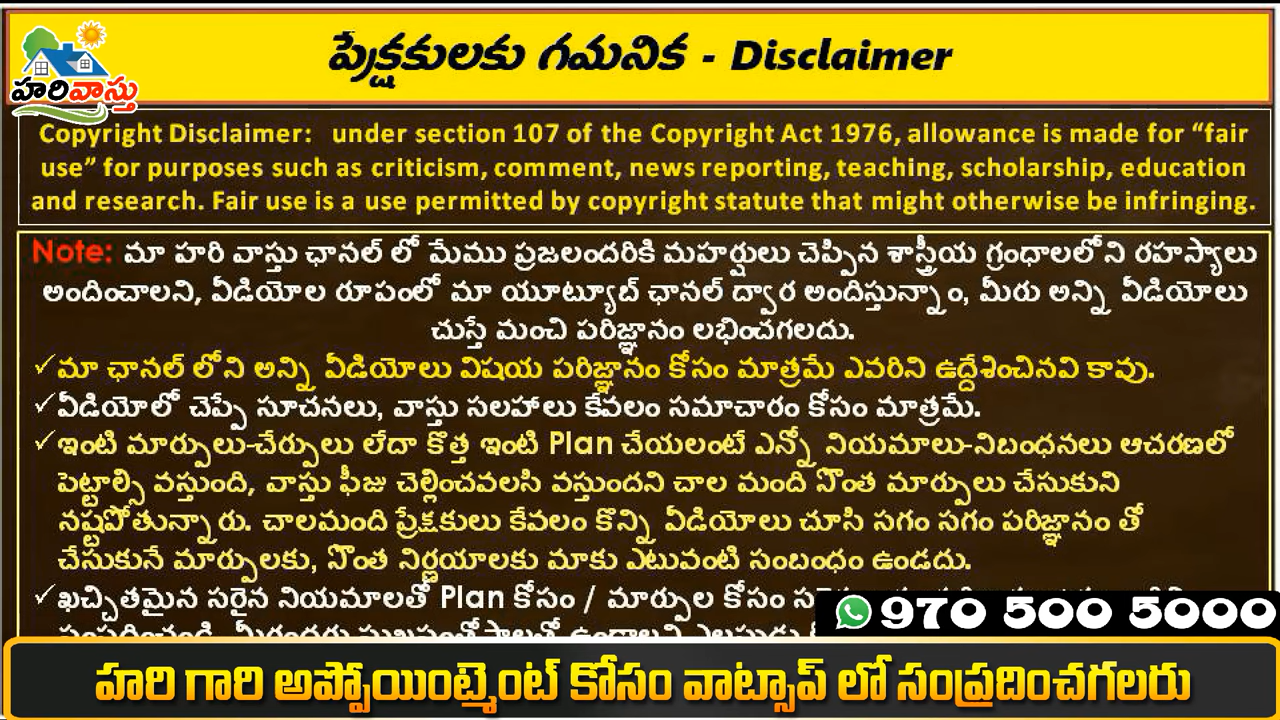 హరివాస్తు
ప్రేక్షకులకు గమనిక - Disclaimer
Copyright Disclaimer: under section 107 of the Copyright Act 1976, allowance is made for “fair
use” for purposes such as criticism, comment, news reporting, teaching, scholarship, education
and research. Fair use is a use permitted by copyright statute that might otherwise be infringing.
Note: మా హరి వాస్తు ఛానల్ లో మేము ప్రజలందరికి మహర్షులు చెప్పిన శాస్త్రీయ గ్రంధాలలోని రహస్యాలు
అందించాలని, వీడియోల రూపంలో మా యూట్యూబ్ ఛానల్ ద్వార అందిస్తున్నాం, మీరు అన్ని వీడియోలు
చుస్తే మంచి పరిజ్ఞానం లభించగలదు.
✓మా ఛానల్ లోని అన్ని వీడియోలు విషయ పరిజ్ఞానం కోసం మాత్రమే ఎవరిని ఉద్దేశించినవి కావు.
✓వీడియోలో చెప్పే సూచనలు, వాస్తు సలహాలు కేవలం సమాచారం కోసం మాత్రమే.
✓ఇంటి మార్పులు-చేర్పులు లేదా కొత్త ఇంటి Plan చేయలంటే ఎన్నో నియమాలు-నిబంధనలు ఆచరణలో
పెట్టాల్సి వస్తుంది, వాస్తు ఫీజు చెల్లించవలసి వస్తుందని చాల మంది సొంత మార్పులు చేసుకుని
నష్టపోతున్నారు. చాలమంది ప్రేక్షకులు కేవలం కొన్ని వీడియోలు చూసి సగం సగం పరిజ్ఞానం తో
చేసుకునే మార్పులకు, సొంత నిర్ణయాలకు మాకు ఎటువంటి సంబంధం ఉండదు.
✓ఖచ్చితమైన సరైన నియమాలతో Plan కోసం / మార్పుల కోసం
970 500 5000
హరి గారి అప్పోయింట్మెంట్ కోసం వాట్సాప్ లో సంప్రదించగలరు